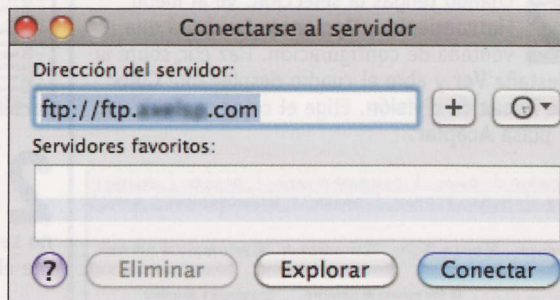 Conectarse al servidor
Dirección del servidor:
ftp://ftp. .com
+
Servidores favoritos:
? Eliminar Explorar Conectar